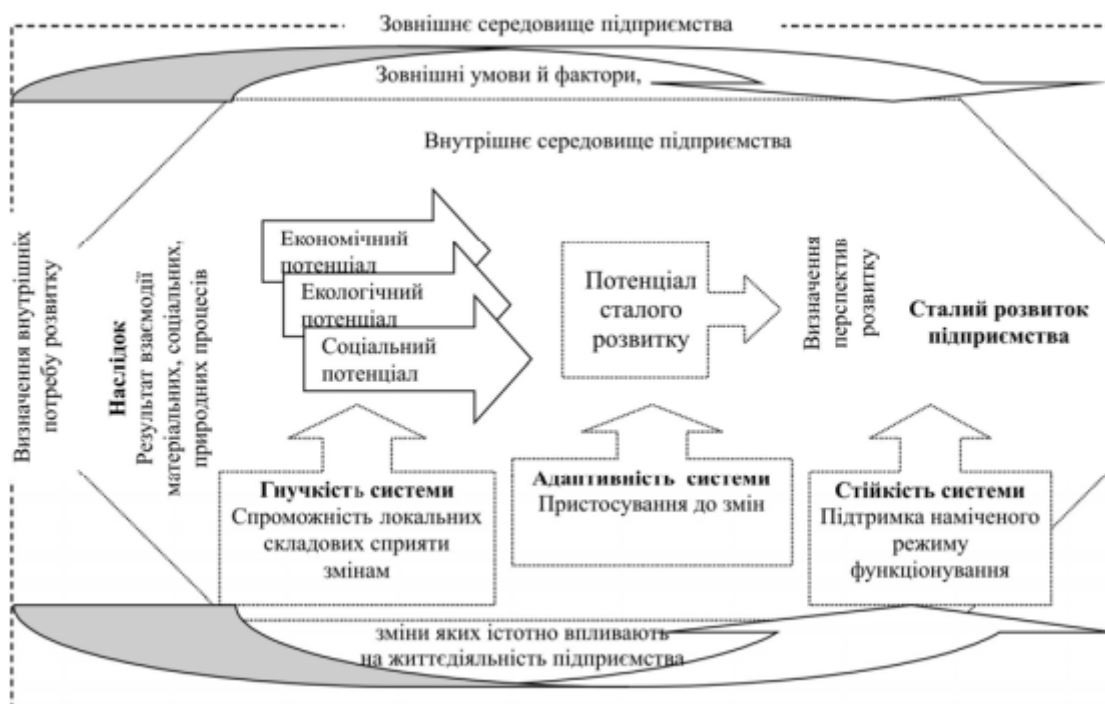 Зовнішнє середовище підприємства
Зовнішні умови й фактори,
Внутрішнє середовище підприємства
Визначення внутрішніх
потребу розвитку
Наслідок
Результат взаємодії
матеріальних, соціальних,
природних процесів
Економічний
потенціал
Екологічний
потенціал
Соціальний
потенціал
Потенціал
сталого
розвитку
Визначення
перспектив
розвитку
Сталий розвиток
підприємства
Гнучкість системи
Спроможність локальних
складових сприяти
змінам
Адаптивність системи
Пристосування до змін
Стійкість системи
Підтримка наміченого
режиму
функціонування
зміни яких істотно впливають
на життєдіяльність підприємства